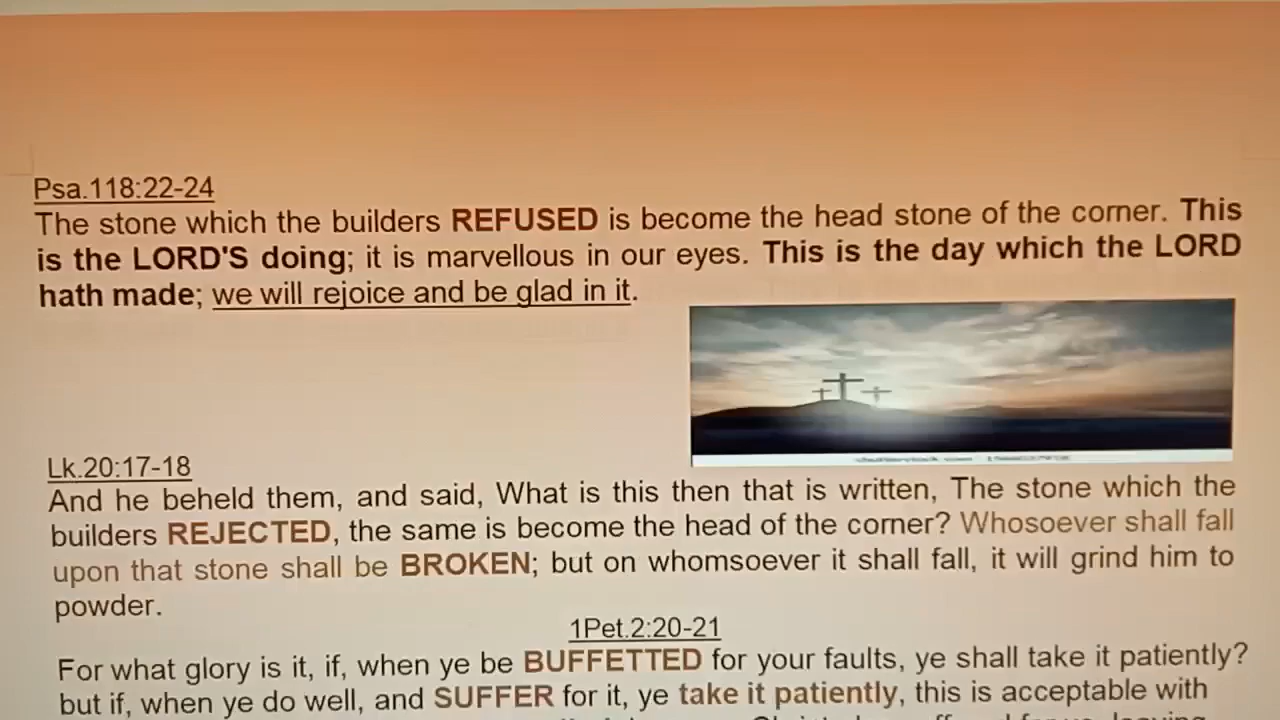 Psa.118:22-24
The stone which the builders REFUSED is become the head stone of the corner. This
is the LORD'S doing; it is marvellous in our eyes. This is the day which the LORD
hath made; we will rejoice and be glad in it.
Lk.20:17-18
And he beheld them, and said, What is this then that is written, The stone which the
builders REJECTED, the same is become the head of the corner? Whosoever shall fall
upon that stone shall be BROKEN; but on whomsoever it shall fall, it will grind him to
powder.
1Pet.2:20-21
For what glory is it, if, when ye be BUFFETTED for your faults, ye shall take it patiently?
but if, when ye do well, and SUFFER for it, ye take it patiently, this is acceptable with